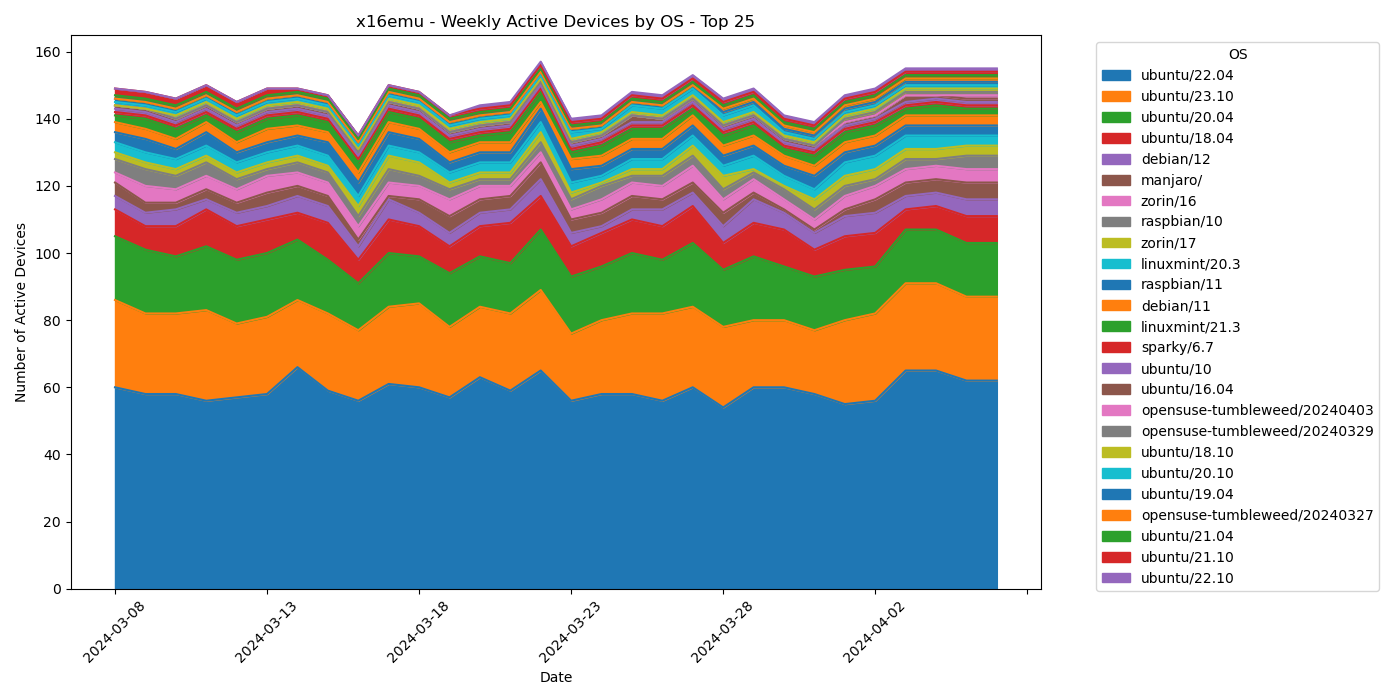 x16emu - Weekly Active Devices by OS - Top 25
Number of Active Devices
160
140
120
100
80
60
40
20
0
2024-03-08
2024-03-13
2024-03-18
2024-03-23
2024-03-28
2024-04-02
Date
OS
ubuntu/22.04
ubuntu/23.10
ubuntu/20.04
ubuntu/18.04
debian/12
manjaro/
zorin/16
raspbian/10
zorin/17
linuxmint/20.3
raspbian/11
debian/11
linuxmint/21.3
sparky/6.7
ubuntu/10
ubuntu/16.04
opensuse-tumbleweed/20240403
opensuse-tumbleweed/20240329
ubuntu/18.10
ubuntu/20.10
ubuntu/19.04
opensuse-tumbleweed/20240327
ubuntu/21.04
ubuntu/21.10
ubuntu/22.10